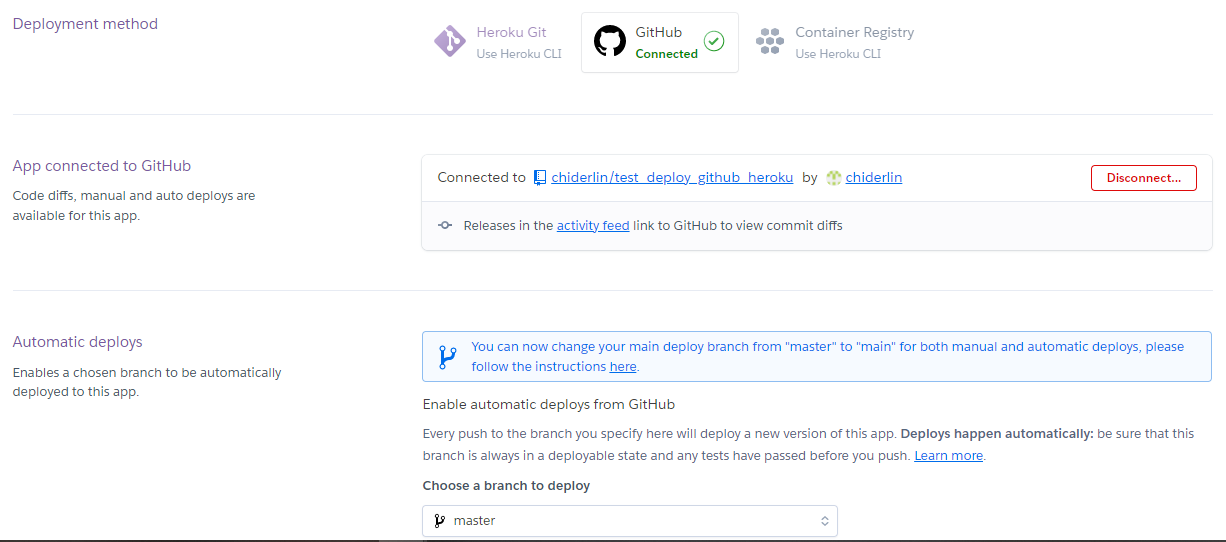 Deployment method
Heroku Git
Use Heroku CLI
GitHub
Connected
Container Registry
Use Heroku CLI
App connected to GitHub
Code diffs, manual and auto deploys are
available for this app.
Connected to chiderlin/test_deploy_github_heroku by chiderlin
Disconnect...
Releases in the activity feed link to GitHub to view commit diffs
Automatic deploys
Enables a chosen branch to be automatically
deployed to this app.
You can now change your main deploy branch from "master" to "main" for both manual and automatic deploys, please
follow the instructions here.
Enable automatic deploys from GitHub
Every push to the branch you specify here will deploy a new version of this app. Deploys happen automatically: be sure that this
branch is always in a deployable state and any tests have passed before you push. Learn more.
Choose a branch to deploy
master